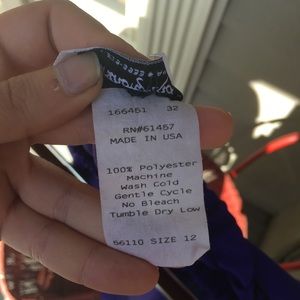 166451 32
RN#61457
MADE IN USA
100% Polyester
Machine
Wash Cold
Gentle Cycle
No Bleach
Tumble Dry Low
56110 SIZE 12